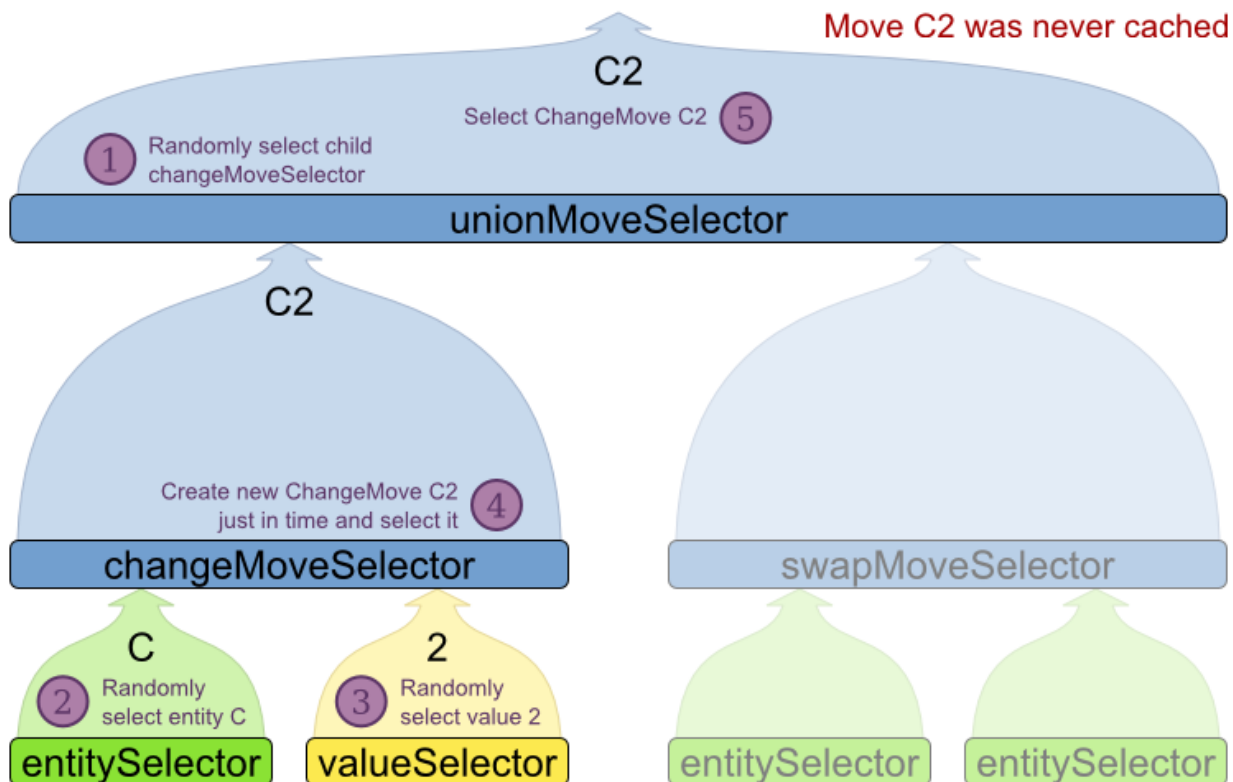 Move C2 was never cached
C2
Select ChangeMove C2 5
1 Randomly select child
changeMoveSelector
unionMoveSelector
C2
Create new ChangeMove C2
just in time and select it
4
changeMoveSelector
swapMoveSelector
C
2
2 Randomly
select entity C
3 Randomly
select value 2
entitySelector
valueSelector
entitySelector
entitySelector